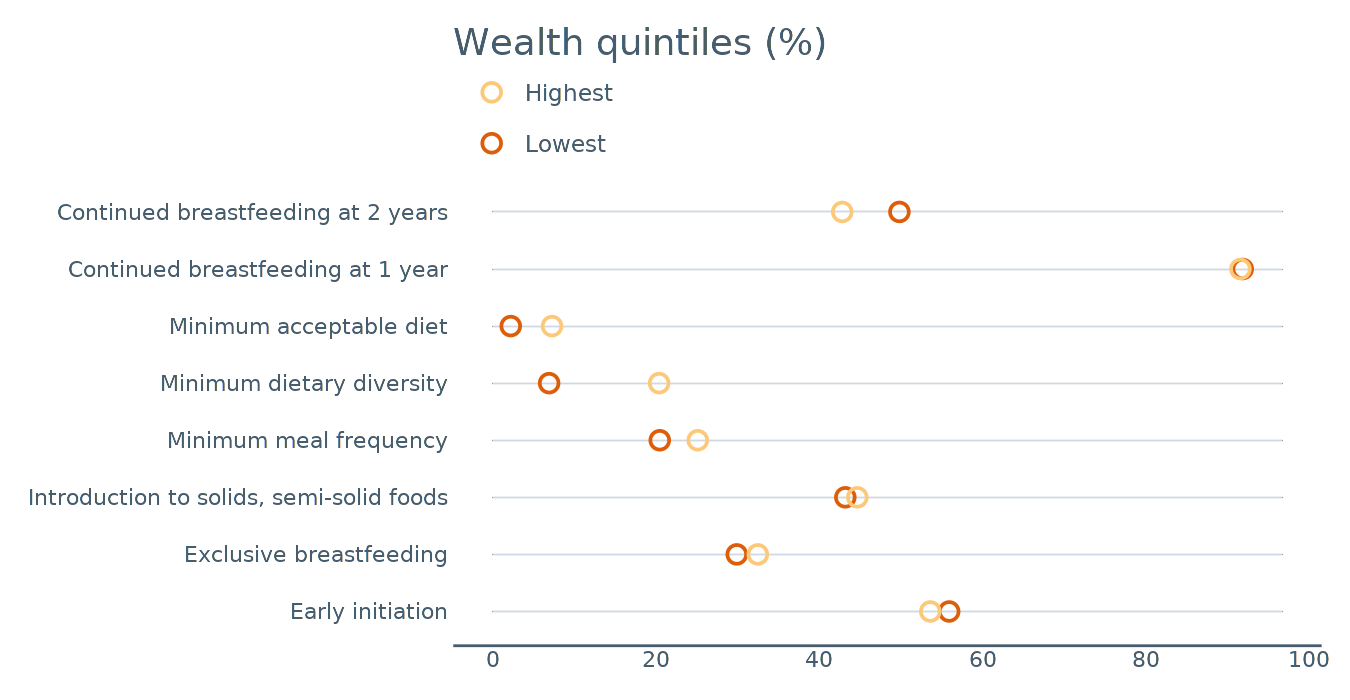 Wealth quintiles (%)
Highest
Lowest
Continued breastfeeding at 2 years
Continued breastfeeding at 1 year
Minimum acceptable diet
Minimum dietary diversity
Minimum meal frequency
Introduction to solids, semi-solid foods
Exclusive breastfeeding
Early initiation
0 20 40 60 80 100